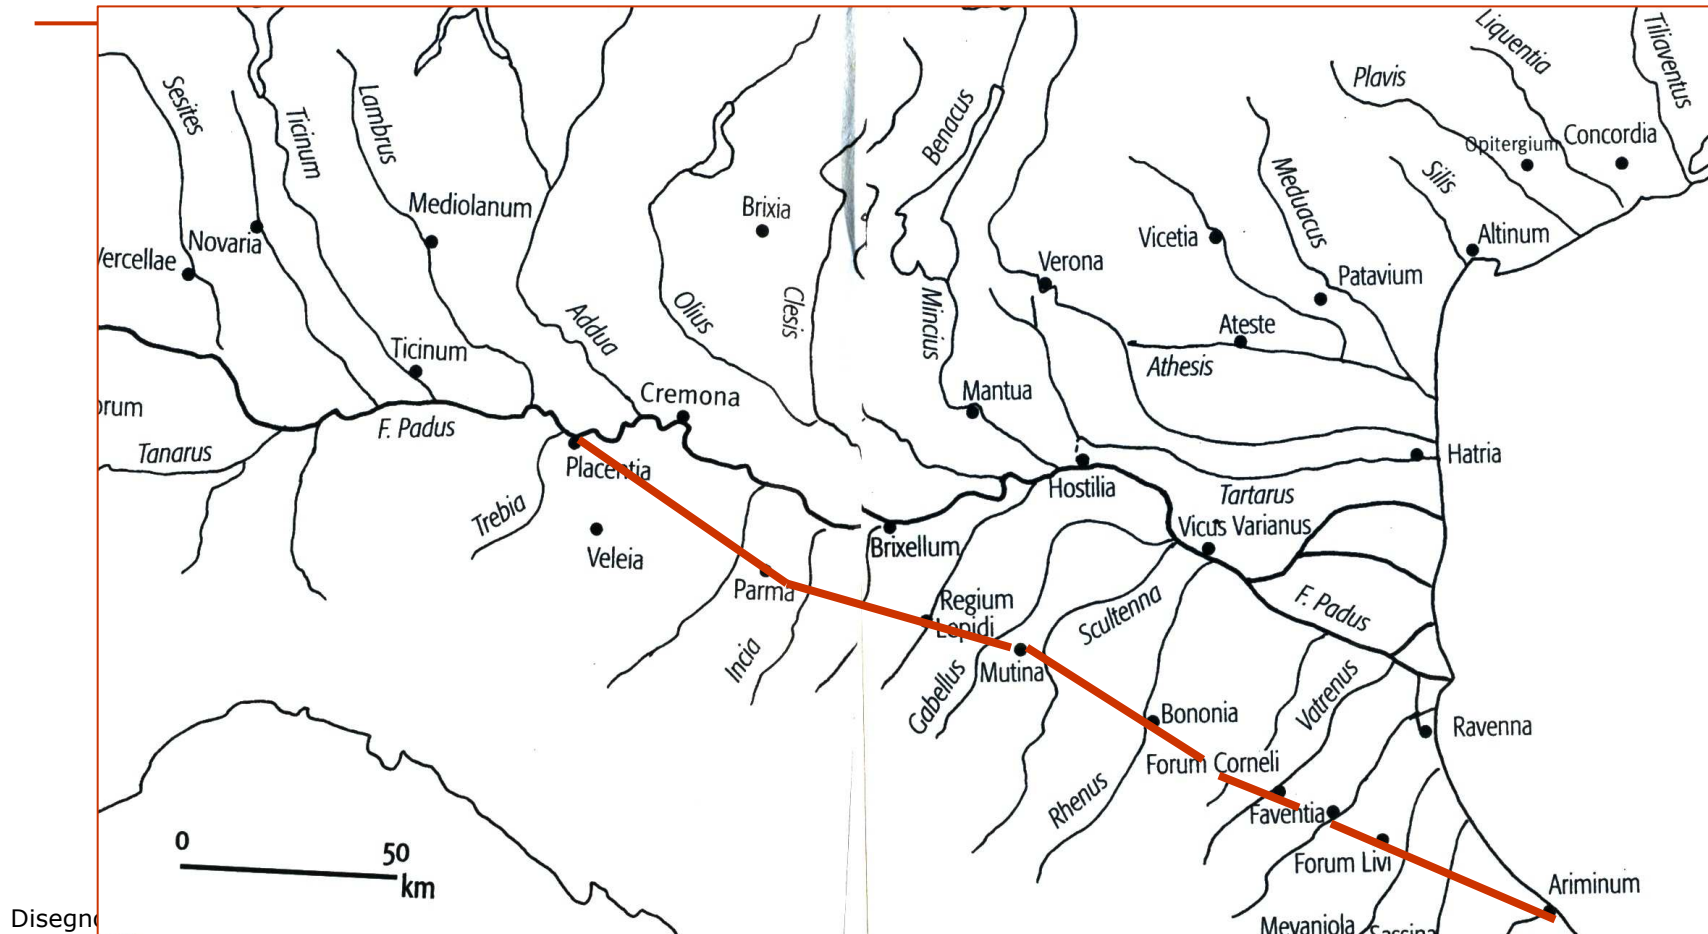 Liquentia
Tiliaventus
Plavis
Sesites
Ticinum
Lambrus
Benacus
Opitergium
Concordia
Meduacus
Silis
Mediolanum
Brixia
Novaria
Vicetia
Altinum
Vercellae
Verona
Patavium
Addua
Olius
Clesis
Mincius
Ateste
Ticinum
Athesis
Cremona
Mantua
orum
F. Padus
Tanarus
Hatria
Placentia
Hostilia
Tartarus
Trebia
Vicus Varianus
Brixellum
Veleia
Parma
Regium
Lepidi
Scultenna
F. Padus
Incia
Gabellus
Mutina
Vatrenus
Bononia
Ravenna
Forum Corneli
Rhenus
Faventia
0
50
km
Forum Livi
Ariminum
Disegno
Mevaniola
Sassina